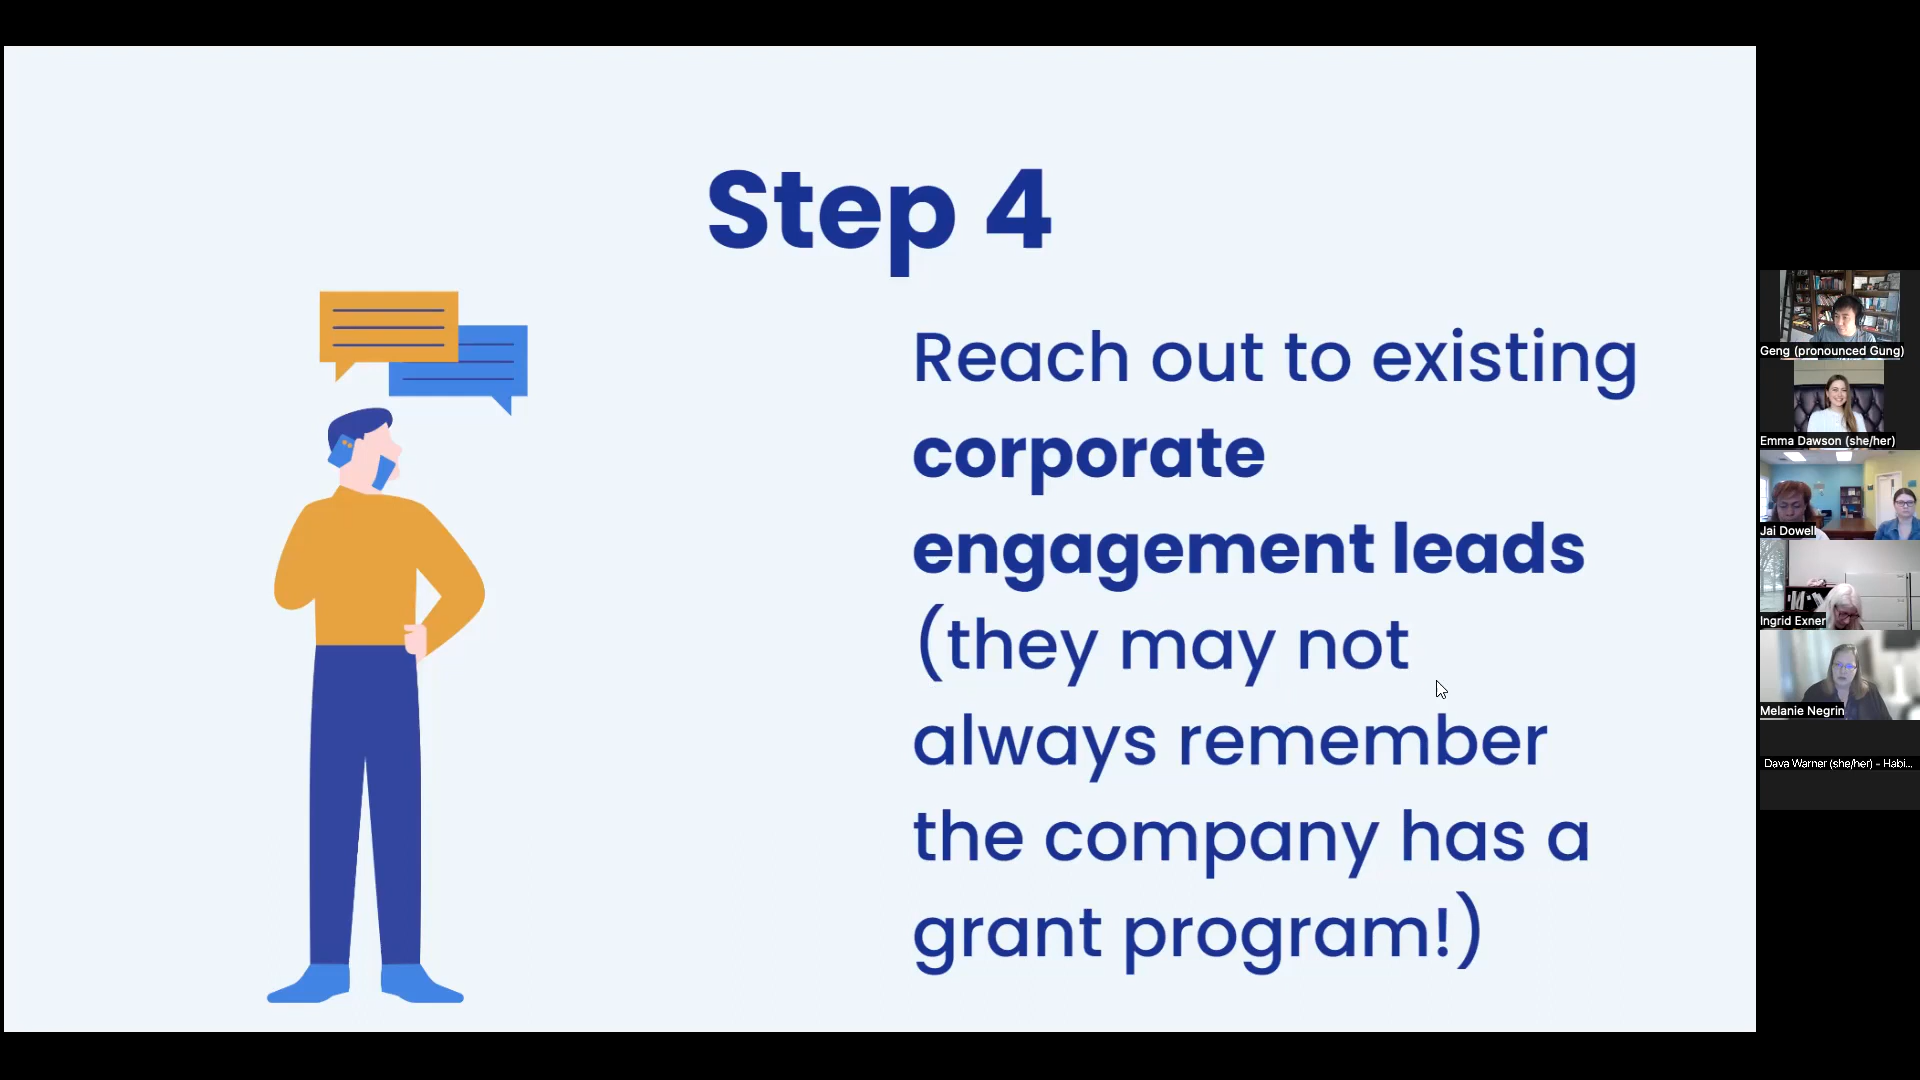 Step 4
Reach out to existing
corporate
engagement leads
(they may not
always remember
the company has a
grant program!)
Geng (pronounced Gung)
Emma Dawson (she/her)
Jai Dowell
Ingrid Exner
Melanie Negrin
Dava Warner (she/her) - Habi...